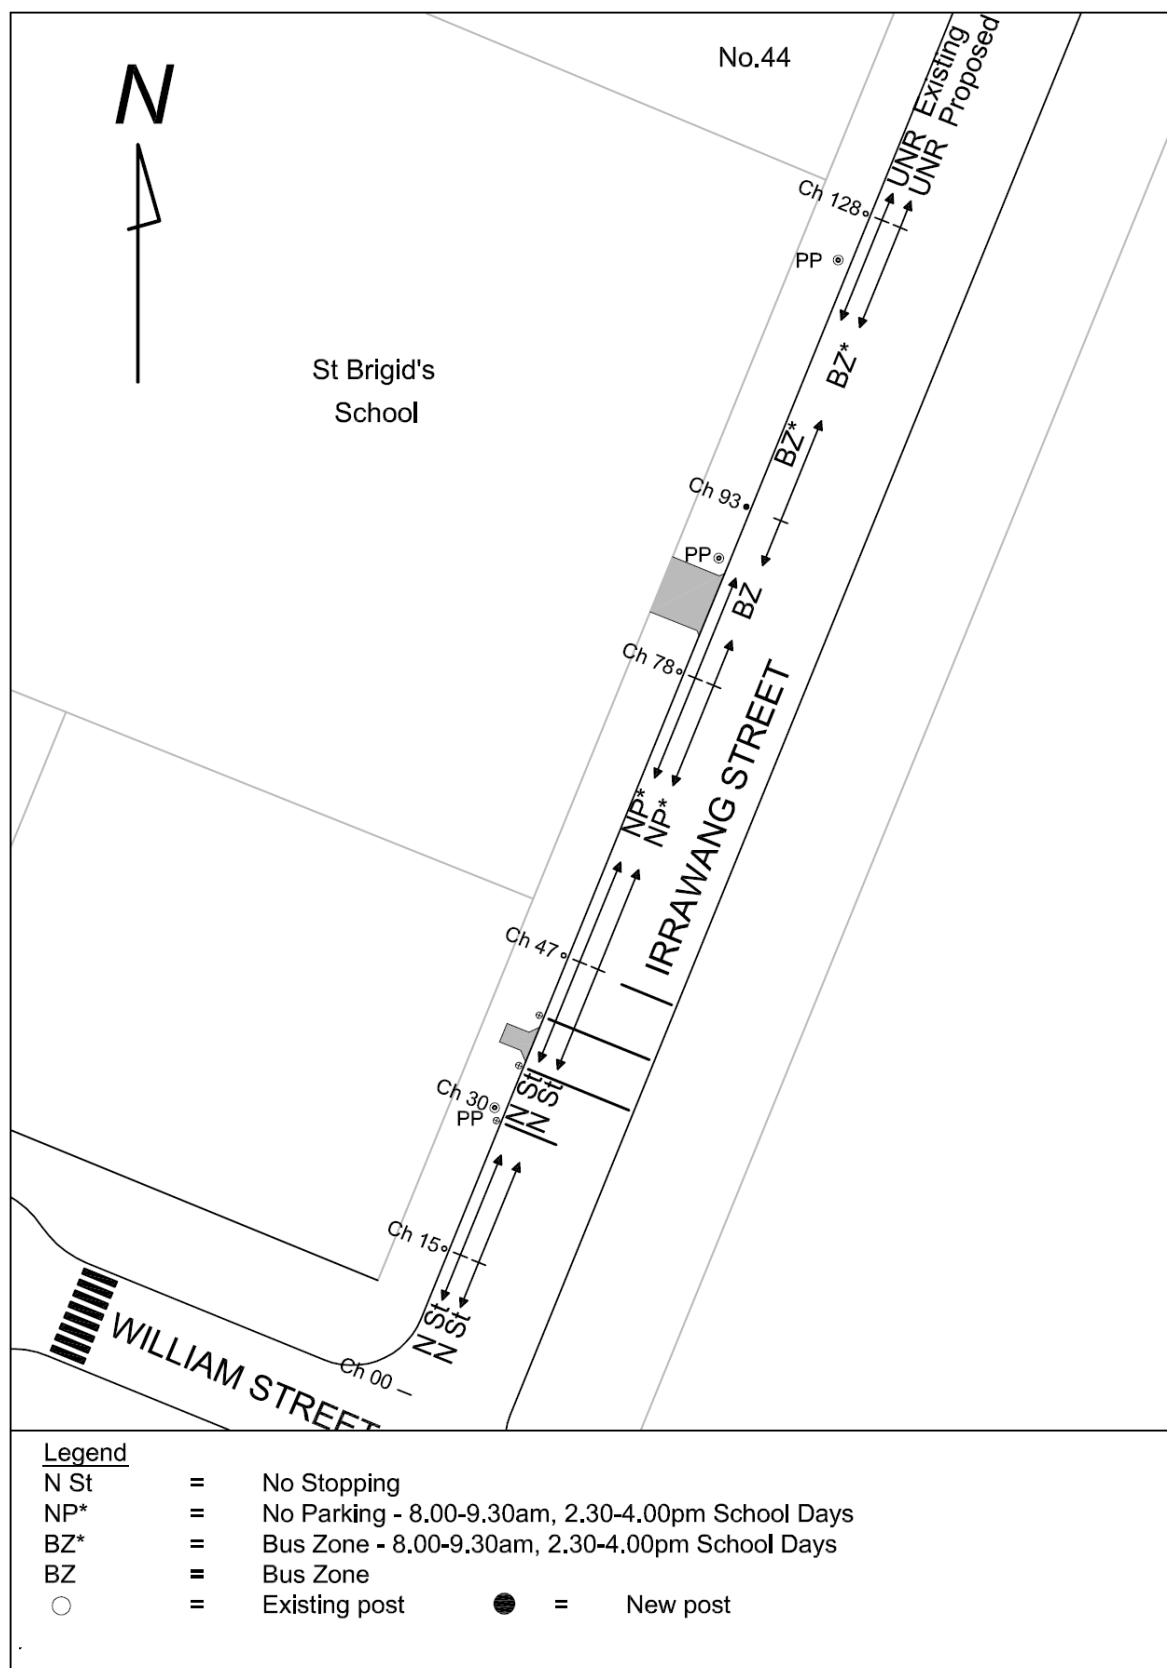 No.44
N
UNR Existing
UNR Proposed
Ch 128
PP
St Brigid's
School
BZ*
BZ*
Ch 93
PP
BZ
Ch 78
IRRAWANG STREET
NP*
NP*
Ch 47
N St
N St
Ch 30
PP
Ch 15
N St
N St
Ch 00
WILLIAM STREET
Legend
N St = No Stopping
NP* = No Parking - 8.00-9.30am, 2.30-4.00pm School Days
BZ* = Bus Zone - 8.00-9.30am, 2.30-4.00pm School Days
BZ = Bus Zone
= Existing post = New post